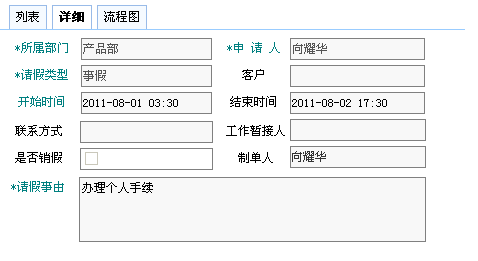 列表 详细 流程图
*所属部门 产品部 *申 请 人 向耀华
*请假类型 事假 客户
开始时间 2011-08-01 03:30 结束时间 2011-08-02 17:30
联系方式 工作暂接人
是否销假 制单人 向耀华
*请假事由 办理个人手续